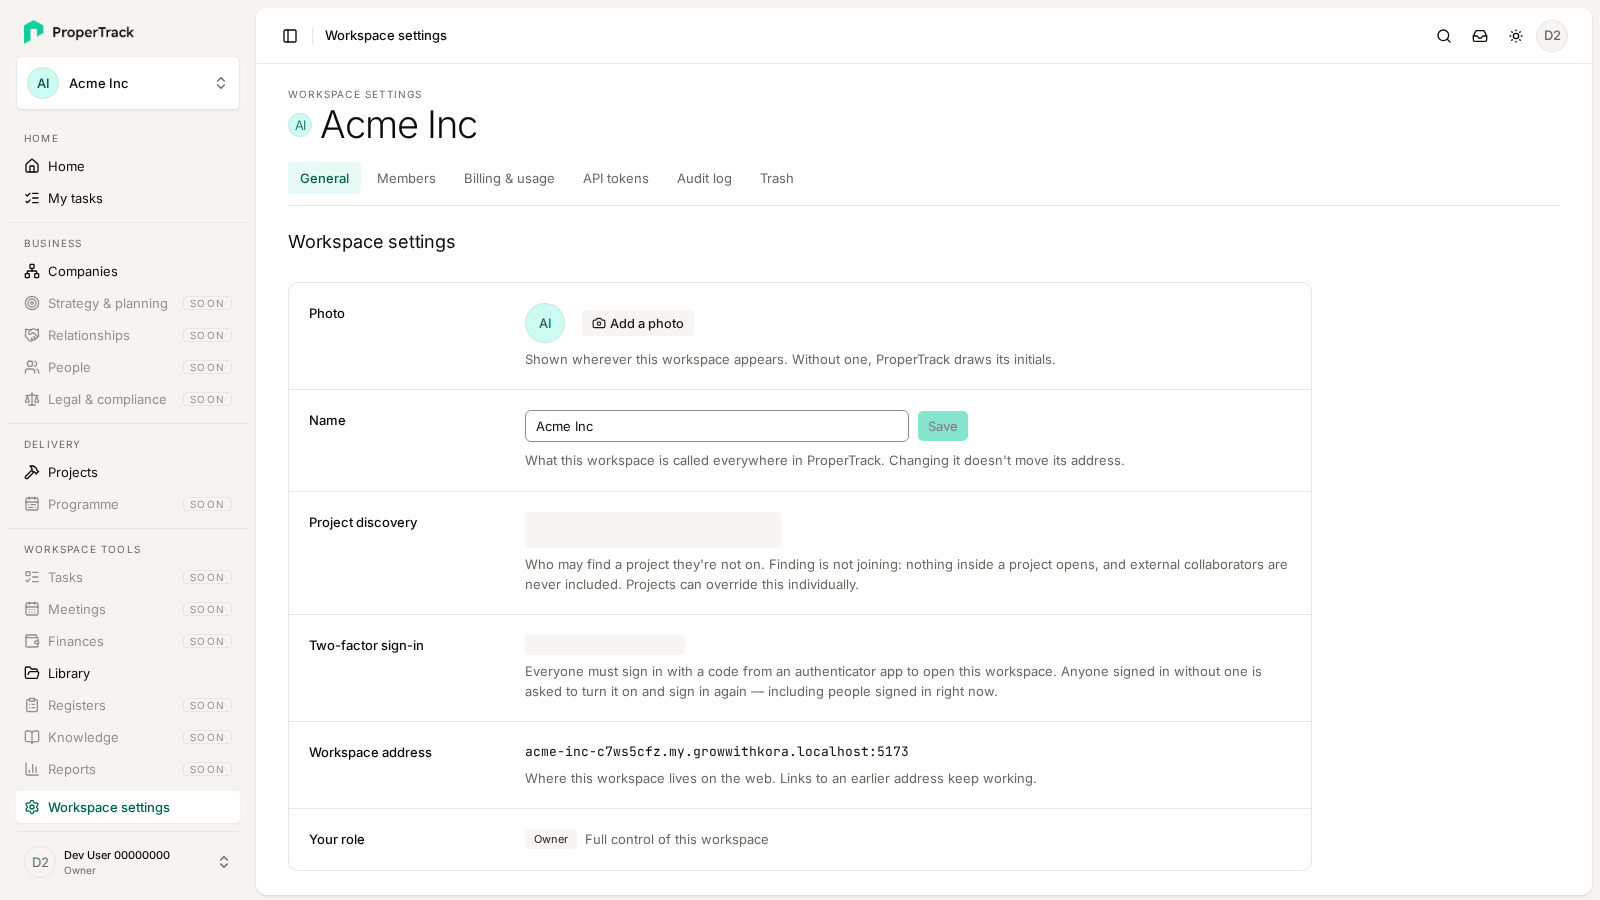 ProperTrack
AI Acme Inc
HOME
Home
My tasks
BUSINESS
Companies
Strategy & planning SOON
Relationships SOON
People SOON
Legal & compliance SOON
DELIVERY
Projects
Programme SOON
WORKSPACE TOOLS
Tasks SOON
Meetings SOON
Finances SOON
Library
Registers SOON
Knowledge SOON
Reports SOON
Workspace settings
D2 Dev User 00000000
Owner
Workspace settings
D2
WORKSPACE SETTINGS
AI Acme Inc
General Members Billing & usage API tokens Audit log Trash
Workspace settings
Photo
AI Add a photo
Shown wherever this workspace appears. Without one, ProperTrack draws its initials.
Name
Acme Inc Save
What this workspace is called everywhere in ProperTrack. Changing it doesn't move its address.
Project discovery
Who may find a project they're not on. Finding is not joining: nothing inside a project opens, and external collaborators are
never included. Projects can override this individually.
Two-factor sign-in
Everyone must sign in with a code from an authenticator app to open this workspace. Anyone signed in without one is
asked to turn it on and sign in again — including people signed in right now.
Workspace address
acme-inc-c7ws5cfz.my.growwithkora.localhost:5173
Where this workspace lives on the web. Links to an earlier address keep working.
Your role
Owner Full control of this workspace